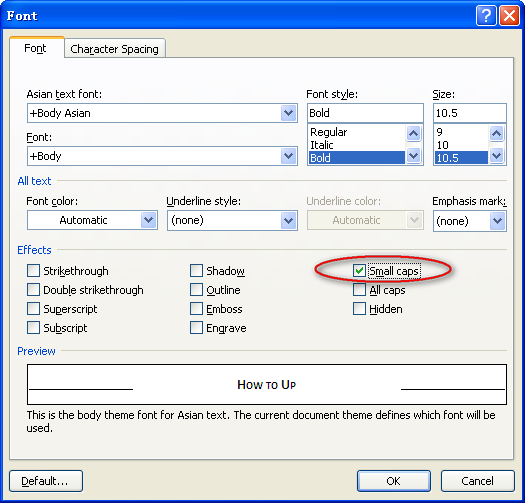 Font
Font Character Spacing
Asian text font: Font style: Size:
+Body Asian Bold 10.5
Font: Regular 9
Italic 10
+Body Bold 10.5
All text
Font color: Underline style: Underline color: Emphasis mark:
Automatic (none) Automatic (none)
Effects
Strikethrough Shadow Small caps
Double strikethrough Outline All caps
Superscript Emboss Hidden
Subscript Engrave
Preview
How to Up
This is the body theme font for Asian text. The current document theme defines which font will be
used.
Default... OK Cancel